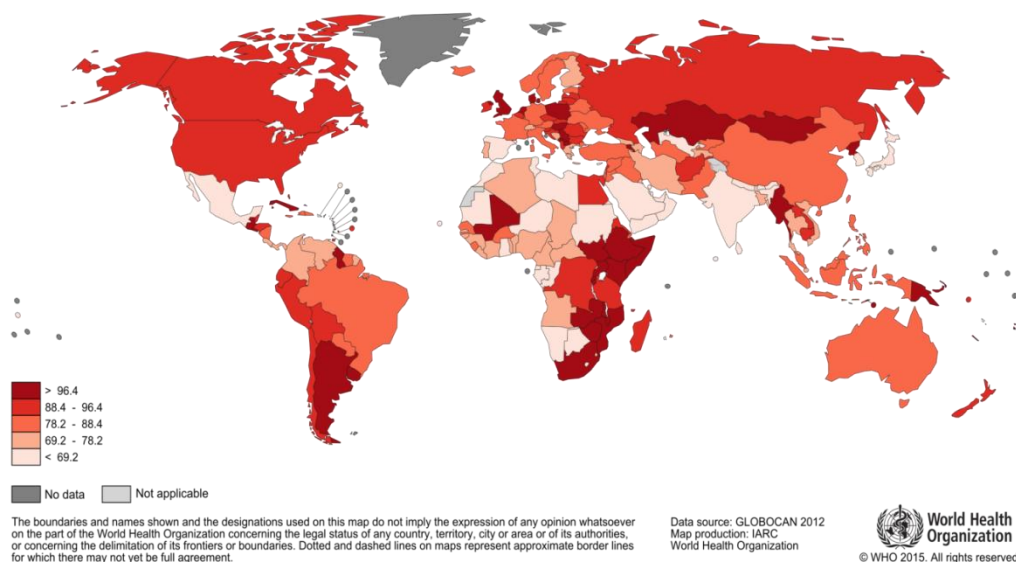 > 96.4
88.4 - 96.4
78.2 - 88.4
69.2 - 78.2
< 69.2
No data
Not applicable
The boundaries and names shown and the designations used on this map do not imply the expression of any opinion whatsoever
on the part of the World Health Organization concerning the legal status of any country, territory, city or area or of its authorities,
or concerning the delimitation of its frontiers or boundaries. Dotted and dashed lines on maps represent approximate border lines
for which there may not yet be full agreement.
Data source: GLOBOCAN 2012
Map production: IARC
World Health Organization
World Health
Organization
© WHO 2015. All rights reserved